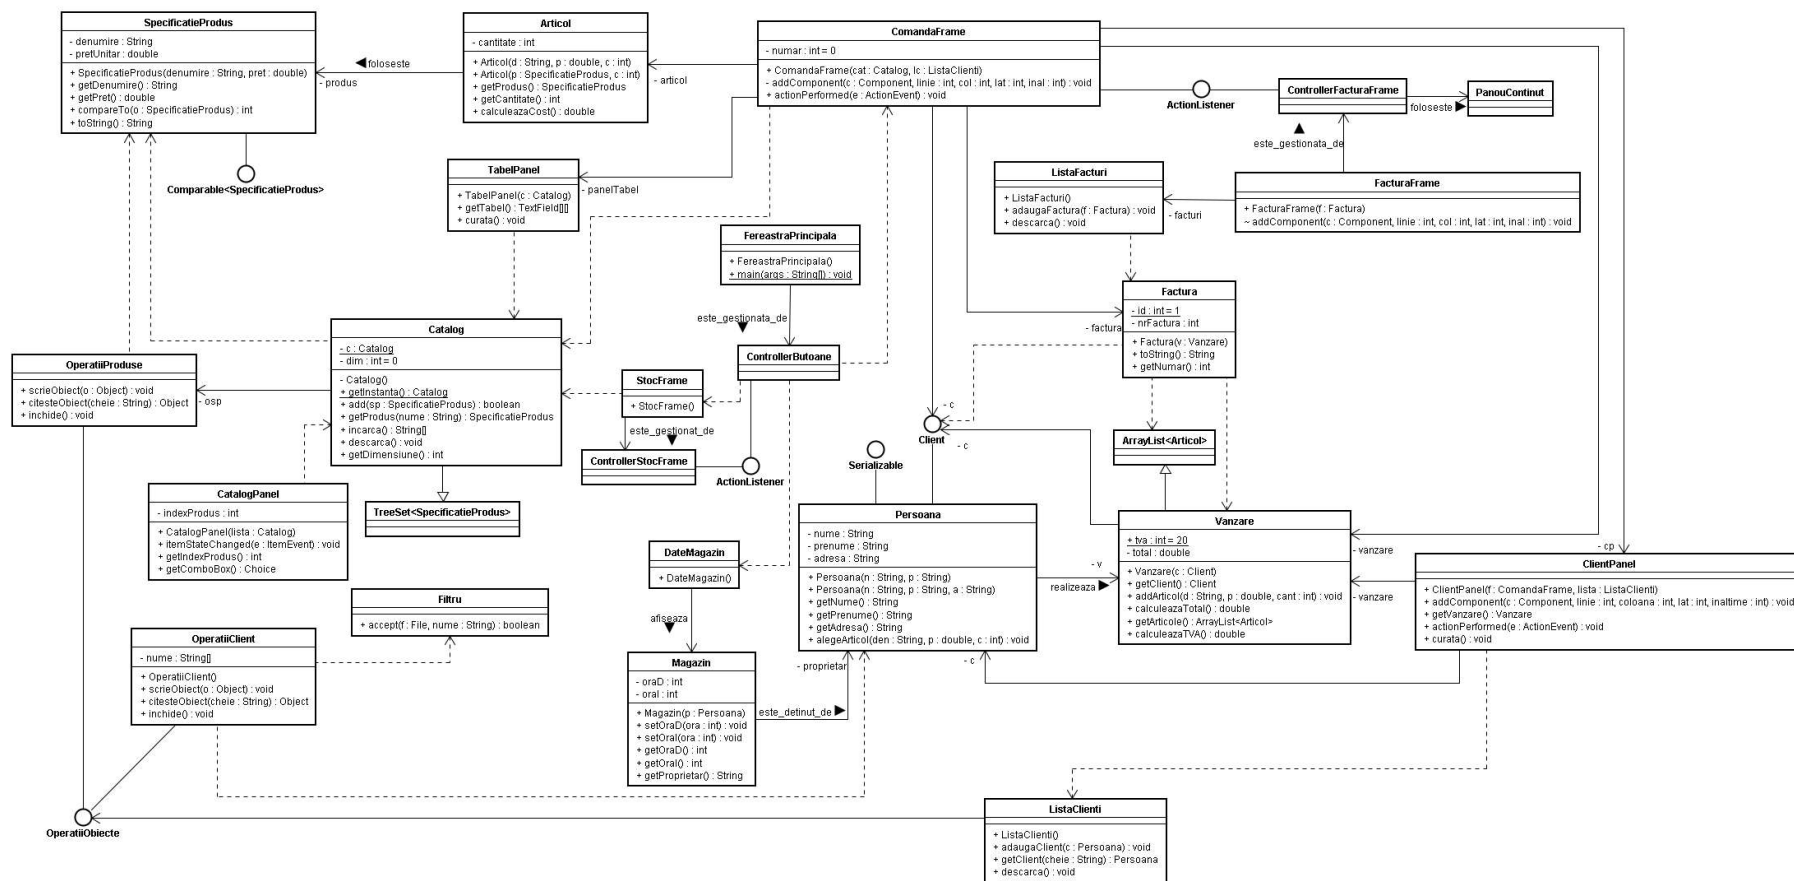 SpecificatieProdus
- denumire : String
- pretUnitar : double
+ SpecificatieProdus(denumire : String, pret : double)
+ getDenumire() : String
+ getPret() : double
+ compareTo(o : SpecificatieProdus) : int
+ toString() : String
Comparable<SpecificatieProdus>
foloseste
- produs
Articol
- cantitate : int
+ Articol(d : String, p : double, c : int)
+ Articol(p : SpecificatieProdus, c : int)
+ getProdus() : SpecificatieProdus
+ getCantitate() : int
+ calculeazaCost() : double
- articol
ComandaFrame
- numar : int = 0
+ ComandaFrame(cat : Catalog, lc : ListaClienti)
- addComponent(c : Component, linie : int, col : int, lat : int, inal : int) : void
+ actionPerformed(e : ActionEvent) : void
ActionListener
ControllerFacturaFrame
foloseste
PanouContinut
este_gestionata_de
TabelPanel
+ TabelPanel(c : Catalog)
+ getTabel() : TextField[][]
+ curata() : void
- panelTabel
ListaFacturi
+ ListaFacturi()
+ adaugaFactura(f : Factura) : void
+ descarca() : void
- facturi
FacturaFrame
+ FacturaFrame(f : Factura)
~ addComponent(c : Component, linie : int, col : int, lat : int, inal : int) : void
FereastraPrincipala
+ FereastraPrincipala()
+ main(args : String[]) : void
este_gestionata_de
Factura
- id : int = 1
- nrFactura : int
+ Factura(v : Vanzare)
+ toString() : String
+ getNumar() : int
- factura
Catalog
- c : Catalog
- dim : int = 0
- Catalog()
+ getInstanta() : Catalog
+ add(sp : SpecificatieProdus) : boolean
+ getProdus(nume : String) : SpecificatieProdus
+ incarca() : String[]
+ descarca() : void
+ getDimensiune() : int
OperatiiProduse
+ scrieObiect(o : Object) : void
+ citesteObiect(cheie : String) : Object
+ inchide() : void
- osp
ControllerButoane
StocFrame
+ StocFrame()
este_gestionat_de
ControllerStocFrame
ActionListener
- c
Client
- c
Serializable
ArrayList<Articol>
CatalogPanel
- indexProdus : int
+ CatalogPanel(lista : Catalog)
+ itemStateChanged(e : ItemEvent) : void
+ getIndexProdus() : int
+ getComboBox() : Choice
TreeSet<SpecificatieProdus>
Persoana
- nume : String
- prenume : String
- adresa : String
+ Persoana(n : String, p : String)
+ Persoana(n : String, p : String, a : String)
+ getNume() : String
+ getPrenume() : String
+ getAdresa() : String
+ alegeArticol(den : String, p : double, c : int) : void
- v
realizeaza
Vanzare
+ tva : int = 20
- total : double
+ Vanzare(c : Client)
+ getClient() : Client
+ addArticol(d : String, p : double, cant : int) : void
+ calculeazaTotal() : double
+ getArticole() : ArrayList<Articol>
+ calculeazaTVA() : double
- vanzare
- vanzare
- cp
ClientPanel
+ ClientPanel(f : ComandaFrame, lista : ListaClienti)
+ addComponent(c : Component, linie : int, coloana : int, lat : int, inaltime : int) : void
+ getVanzare() : Vanzare
+ actionPerformed(e : ActionEvent) : void
+ curata() : void
DateMagazin
+ DateMagazin()
afiseaza
Filtru
+ accept(f : File, nume : String) : boolean
OperatiiClient
- nume : String[]
+ OperatiiClient()
+ scrieObiect(o : Object) : void
+ citesteObiect(cheie : String) : Object
+ inchide() : void
Magazin
- oraD : int
- oraI : int
+ Magazin(p : Persoana)
+ setOraD(ora : int) : void
+ setOraI(ora : int) : void
+ getOraD() : int
+ getOraI() : int
+ getProprietar() : String
- proprietar
este_detinut_de
- c
OperatiiObiecte
ListaClienti
+ ListaClienti()
+ adaugaClient(c : Persoana) : void
+ getClient(cheie : String) : Persoana
+ descarca() : void